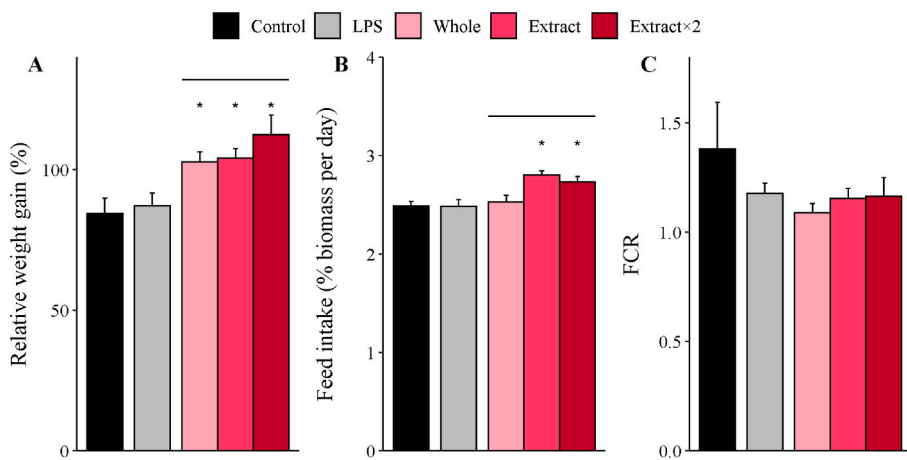 Control LPS Whole Extract Extract×2
A
Relative weight gain (%)
100
50
0
* * *
B
Feed intake (% biomass per day)
4
3
2
1
0
* *
C
FCR
1.5
1.0
0.5
0.0